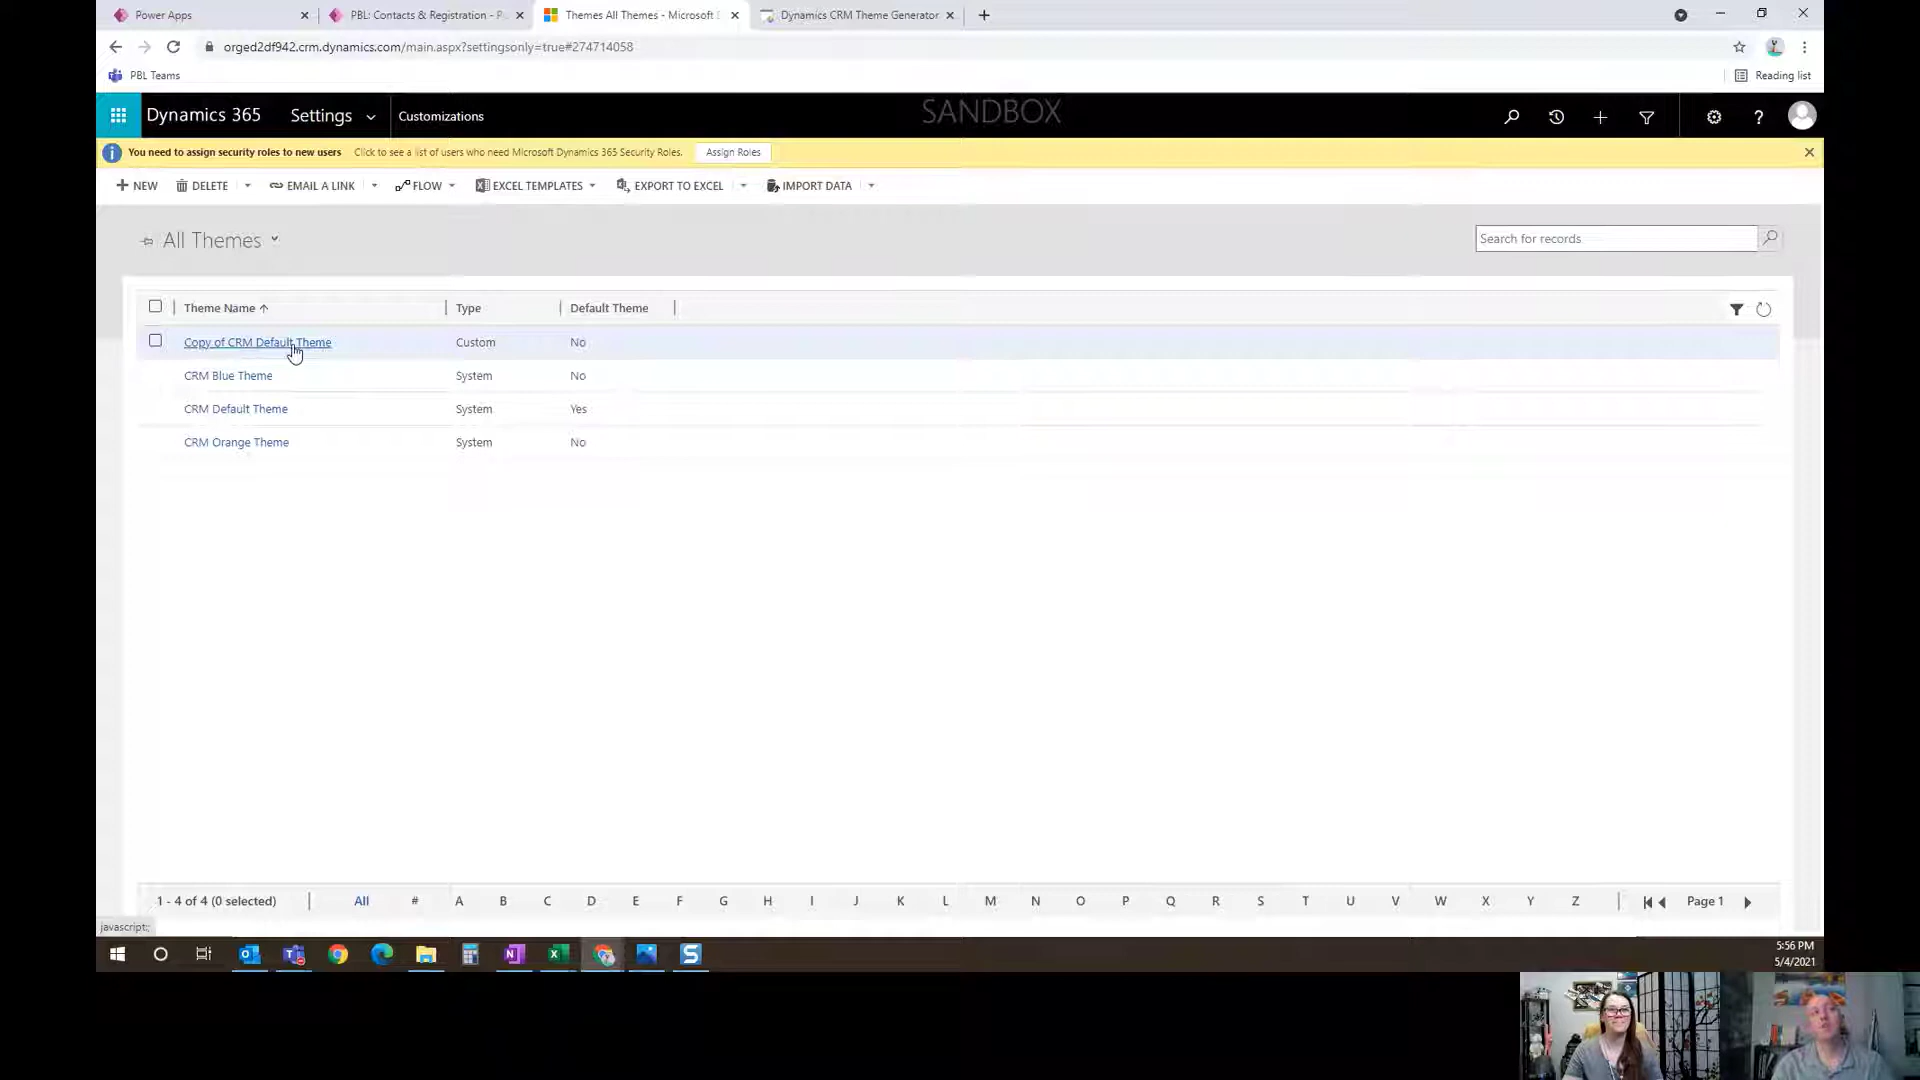 Power Apps
PBL: Contacts & Registration - P
Themes All Themes - Microsoft
Dynamics CRM Theme Generator
orged2df942.crm.dynamics.com/main.aspx?settingsonly=true#274714058
PBL Teams
Reading list
Dynamics 365 Settings Customizations SANDBOX
You need to assign security roles to new users Click to see a list of users who need Microsoft Dynamics 365 Security Roles. Assign Roles
NEW DELETE EMAIL A LINK FLOW EXCEL TEMPLATES EXPORT TO EXCEL IMPORT DATA
All Themes
Search for records
Theme Name Type Default Theme
Copy of CRM Default Theme Custom No
CRM Blue Theme System No
CRM Default Theme System Yes
CRM Orange Theme System No
1 - 4 of 4 (0 selected) All # A B C D E F G H I J K L M N O P Q R S T U V W X Y Z Page 1
javascript:;
5:56 PM
5/4/2021